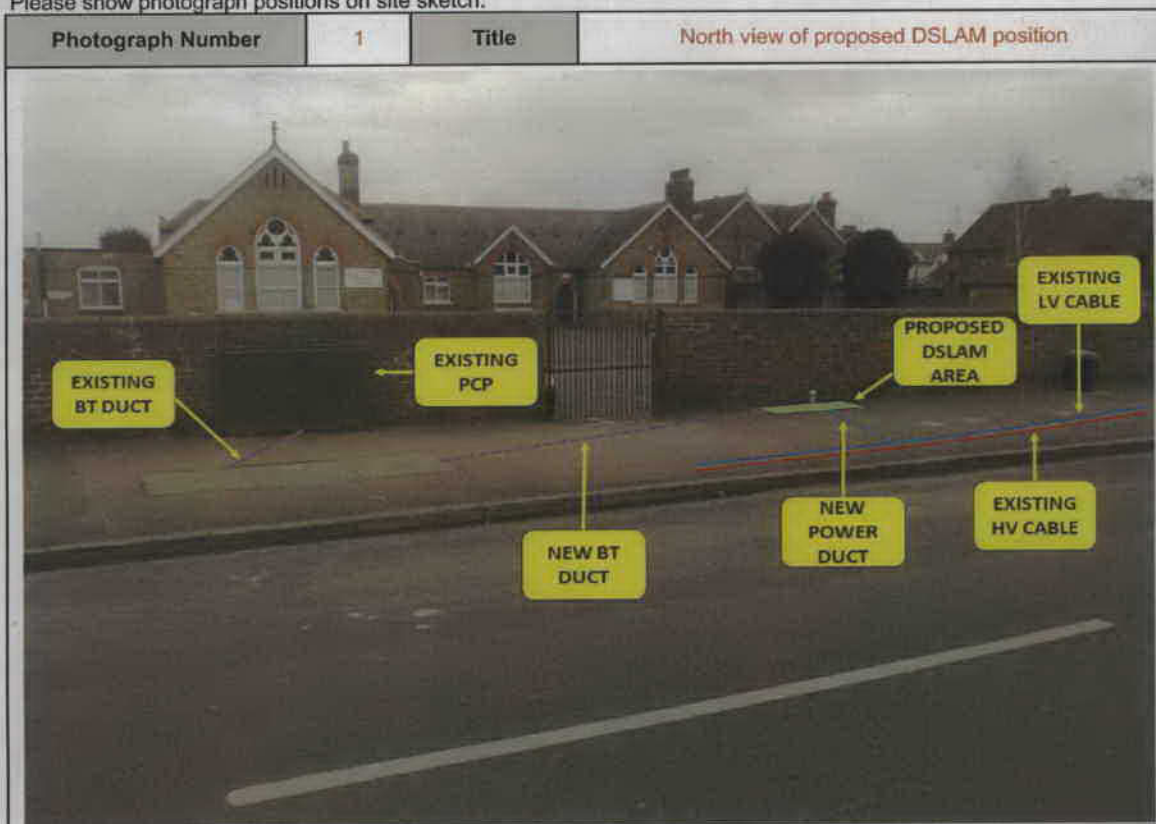 Please show photograph positions on site sketch.
Photograph Number 1 Title North view of proposed DSLAM position
EXISTING
LV CABLE
PROPOSED
DSLAM
AREA
EXISTING
PCP
EXISTING
BT DUCT
NEW
POWER
DUCT
EXISTING
HV CABLE
NEW BT
DUCT